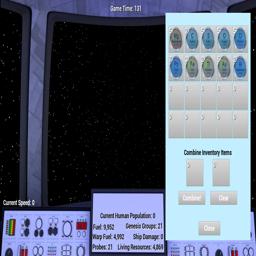 Game Time: 131
Combine Inventory Items
Combine!
Clear
Close
Current Speed: 0
Current Human Population: 0
Fuel: 9,952
Genesis Groups: 21
Warp Fuel: 4,992
Ship Damage: 0
Probes: 21
Living Resources: 4,869